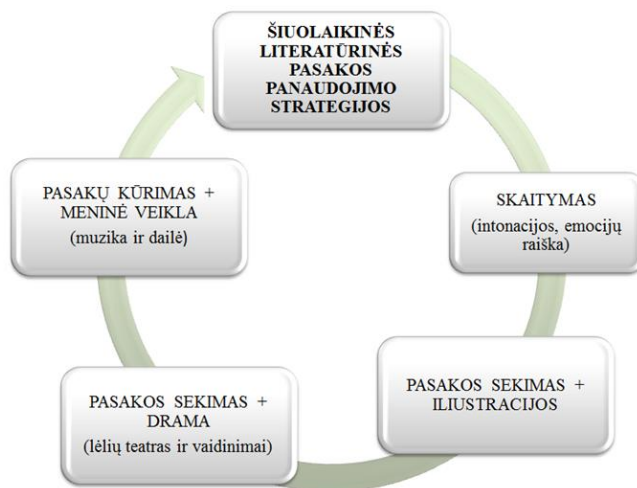 ŠIUOLAIKINĖS
LITERATŪRINĖS
PASAKOS
PANAUDOJIMO
STRATEGIJOS
SKAITYMAS
(intonacijos, emocijų
raiška)
PASAKOS SEKIMAS +
ILIUSTRACIJOS
PASAKOS SEKIMAS +
DRAMA
(lėlių teatras ir vaidinimai)
PASAKŲ KŪRIMAS +
MENINĖ VEIKLA
(muzika ir dailė)